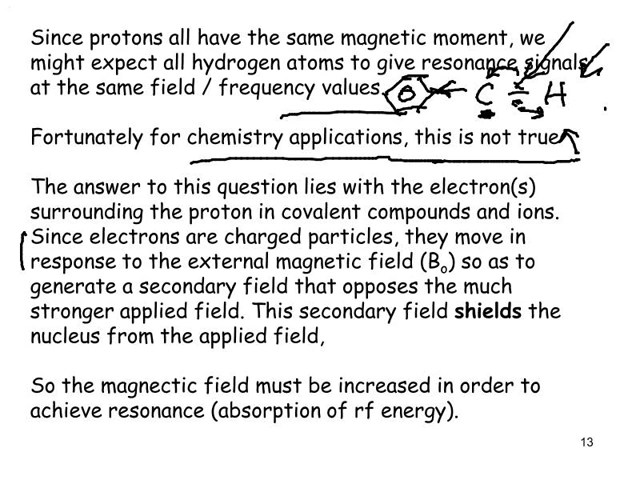 Since protons all have the same magnetic moment, we
might expect all hydrogen atoms to give resonance signals
at the same field / frequency values.
C H
Fortunately for chemistry applications, this is not true.
The answer to this question lies with the electron(s)
surrounding the proton in covalent compounds and ions.
Since electrons are charged particles, they move in
response to the external magnetic field (Bo) so as to
generate a secondary field that opposes the much
stronger applied field. This secondary field shields the
nucleus from the applied field,
So the magnectic field must be increased in order to
achieve resonance (absorption of rf energy).
13